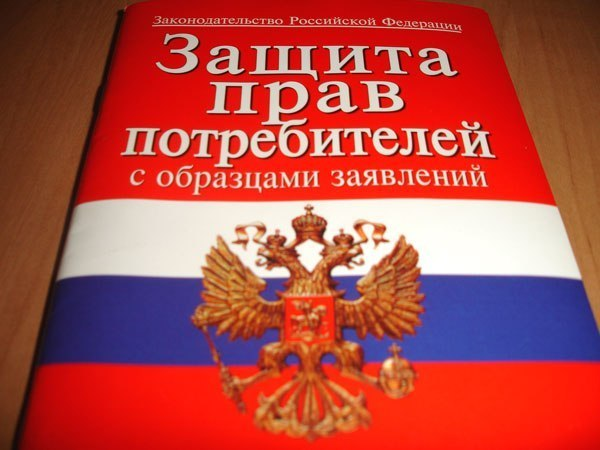 Законодательство Российской Федерации
Защита
прав
потребителей
с образцами заявлений